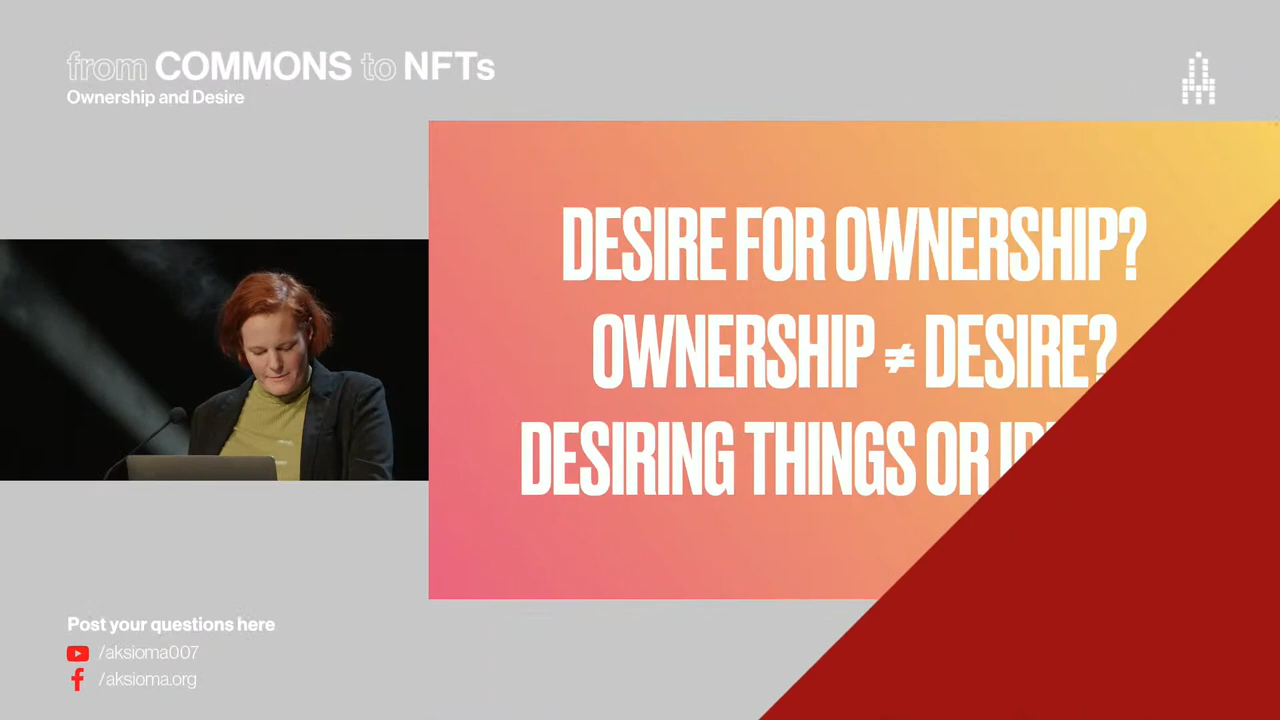 from COMMONS to NFTs
Ownership and Desire
DESIRE FOR OWNERSHIP?
OWNERSHIP ≠ DESIRE?
DESIRING THINGS OR
Post your questions here
/aksioma007
/aksioma.org